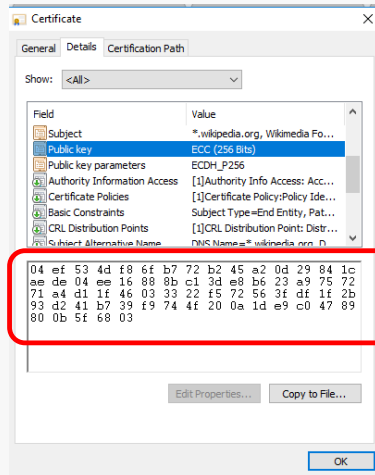 Certificate
General Details Certification Path
Show: <All>
Field Value
Subject *.wikipedia.org, Wikimedia Fo...
Public key ECC (256 Bits)
Public key parameters ECDH_P256
Authority Information Access [1]Authority Info Access: Acc...
Certificate Policies [1]Certificate Policy:Policy Ide...
Basic Constraints Subject Type=End Entity, Pat...
CRL Distribution Points [1]CRL Distribution Point: Distr...
Subject Alternative Name DNS Name=*.wikipedia.org, D...
04 ef 53 4d f8 6f b7 72 b2 45 a2 0d 29 84 1c
ae de 04 ee 16 88 8b c1 3d e8 b6 23 a9 75 72
71 a4 d1 1f 46 03 33 22 f5 72 56 3f df 1f 2b
93 d2 41 b7 39 f9 74 4f 20 0a 1d e9 c0 47 89
80 0b 5f 68 03
Edit Properties... Copy to File...
OK